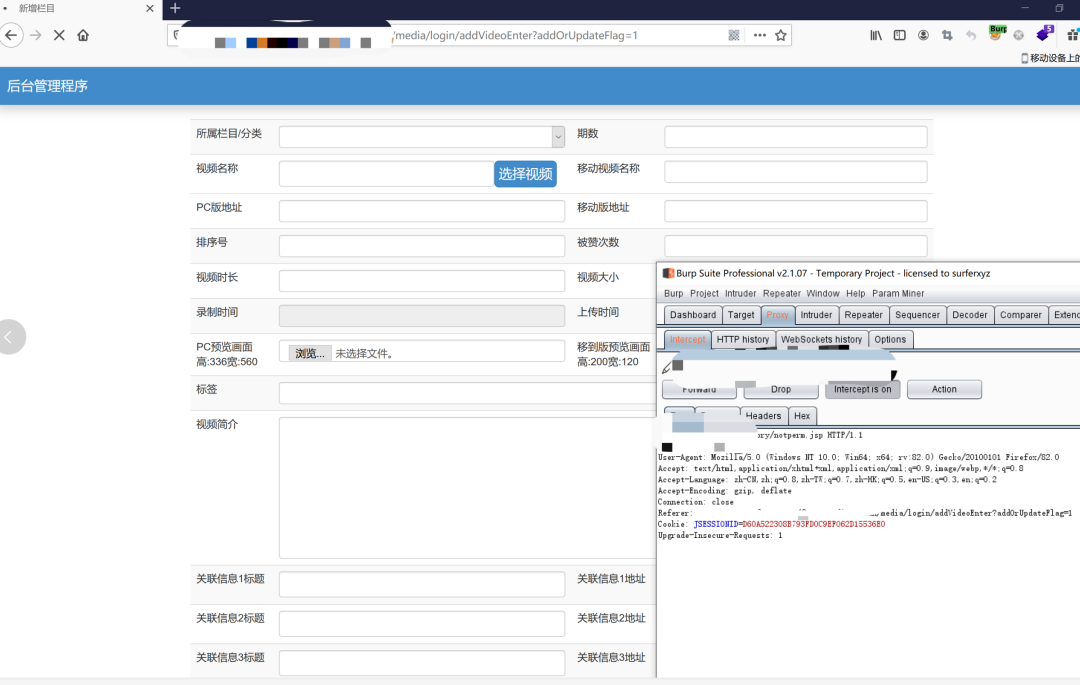 新增栏目
/media/login/addVideoEnter?addOrUpdateFlag=1
移动设备上的
后台管理程序
所属栏目/分类
期数
视频名称
选择视频
移动视频名称
PC版地址
移动版地址
排序号
被赞次数
视频时长
视频大小
录制时间
上传时间
PC预览画面
高:336宽:560
浏览... 未选择文件。
移到版预览画面
高:200宽:120
标签
视频简介
关联信息1标题
关联信息1地址
关联信息2标题
关联信息2地址
关联信息3标题
关联信息3地址
Burp Suite Professional v2.1.07 - Temporary Project - licensed to surferxyz
Burp Project Intruder Repeater Window Help Param Miner
Dashboard Target Proxy Intruder Repeater Sequencer Decoder Comparer Extend
Intercept HTTP history WebSockets history Options
Forward Drop Intercept is on Action
Headers Hex
ory/notperm.jsp HTTP/1.1
User-Agent: Mozilla/5.0 (Windows NT 10.0; Win64; x64; rv:82.0) Gecko/20100101 Firefox/82.0
Accept: text/html,application/xhtml+xml,application/xml;q=0.9,image/webp,*/*;q=0.8
Accept-Language: zh-CN,zh;q=0.8,zh-TW;q=0.7,zh-HK;q=0.5,en-US;q=0.3,en;q=0.2
Accept-Encoding: gzip, deflate
Connection: close
Referer: media/login/addVideoEnter?addOrUpdateFlag=1
Cookie: JSESSIONID=D60A522308B793FD0C9EF062D15536E0
Upgrade-Insecure-Requests: 1